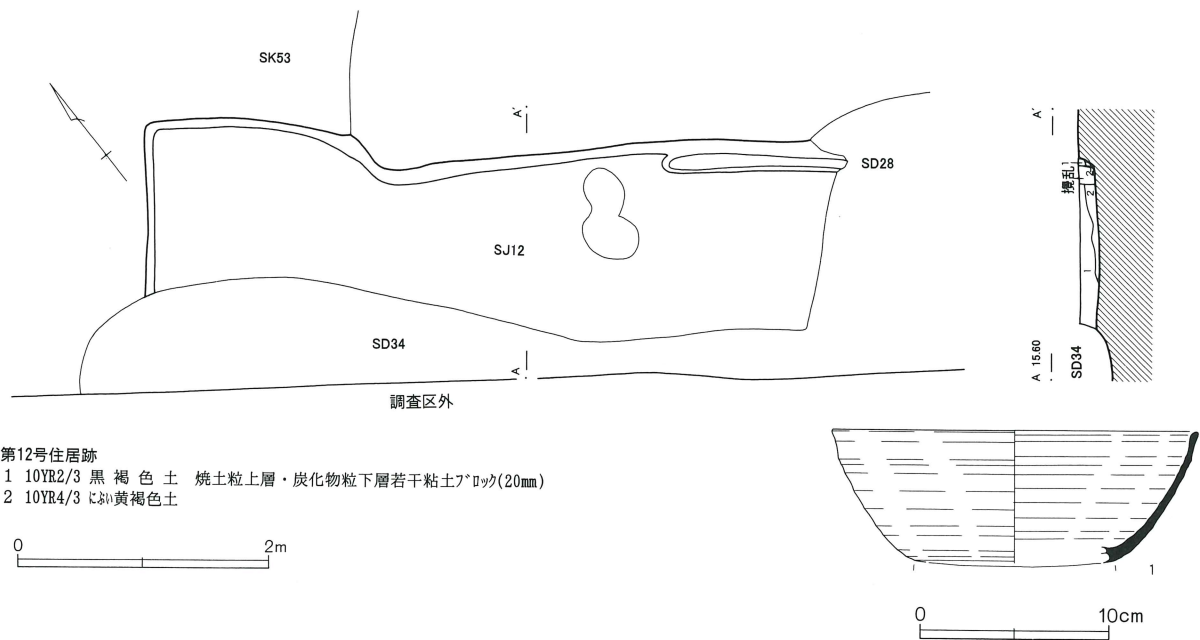 SK53
A′
A′
SD28
攪乱
1
2
2
SJ12
1
SD34
A
A 15.60
SD34
調査区外
第12号住居跡
1 10YR2/3 黒褐色土 焼土粒上層・炭化物粒下層若干粘土ブロック(20mm)
2 10YR4/3 にぶい黄褐色土
0 2m
1
0 10cm